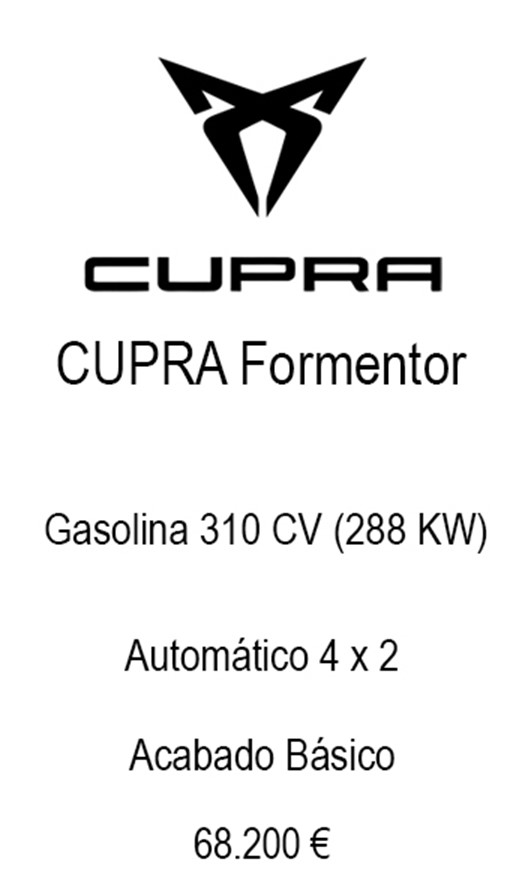 CUPRA
CUPRA Formentor
Gasolina 310 CV (288 KW)
Automático 4 x 2
Acabado Básico
68.200 €